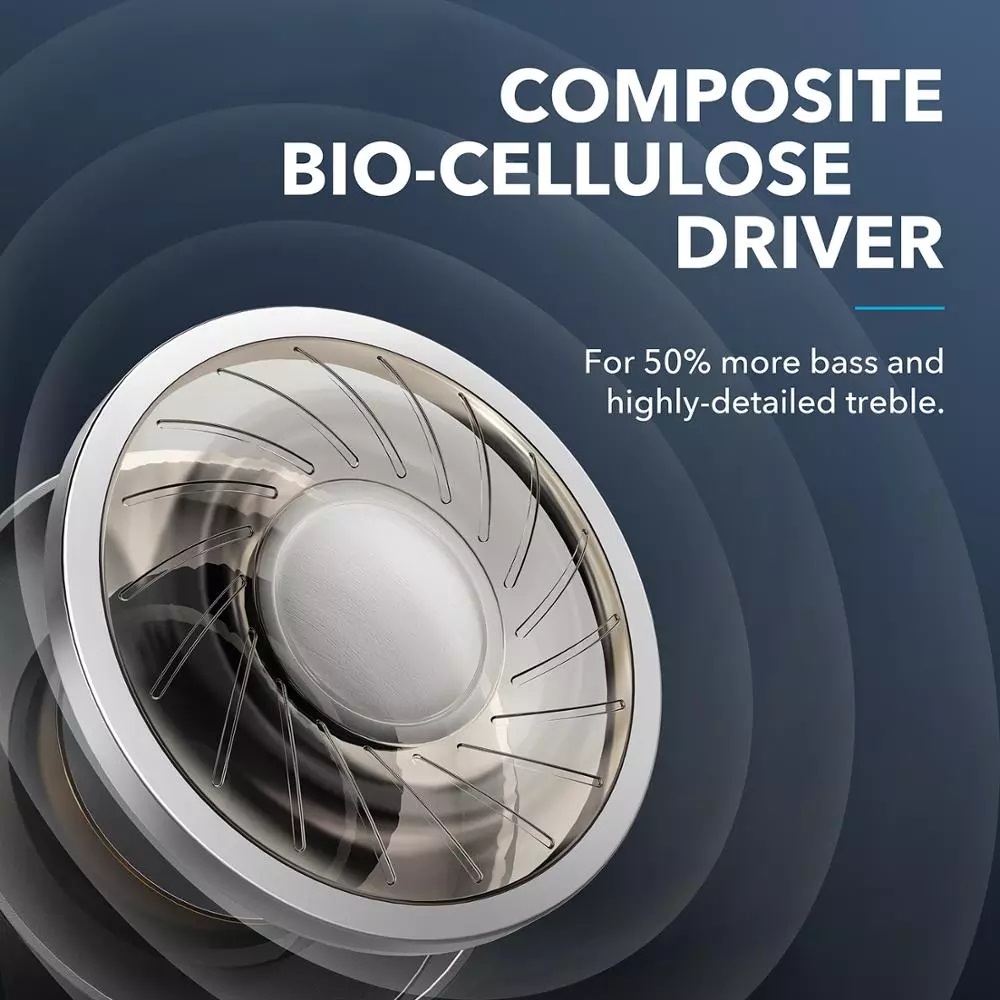 COMPOSITE
BIO-CELLULOSE
DRIVER
For 50% more bass and
highly-detailed treble.